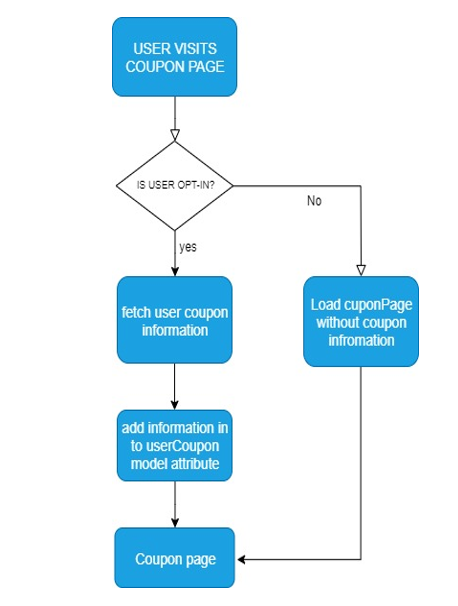 USER VISITS
COUPON PAGE
IS USER OPT-IN?
No
yes
fetch user coupon
information
Load cuponPage
without coupon
infromation
add information in
to userCoupon
model attribute
Coupon page